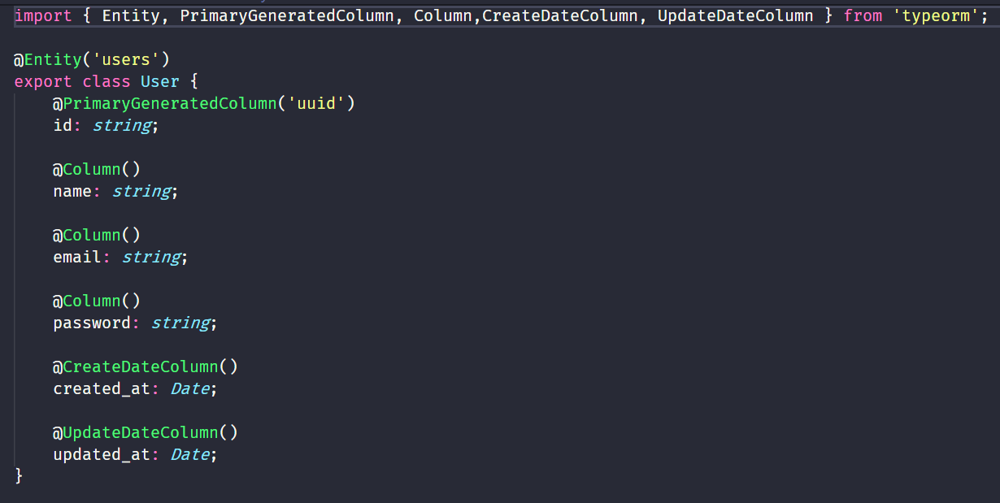 import { Entity, PrimaryGeneratedColumn, Column,CreateDateColumn, UpdateDateColumn } from 'typeorm';
@Entity('users')
export class User {
@PrimaryGeneratedColumn('uuid')
id: string;
@Column()
name: string;
@Column()
email: string;
@Column()
password: string;
@CreateDateColumn()
created_at: Date;
@UpdateDateColumn()
updated_at: Date;
}